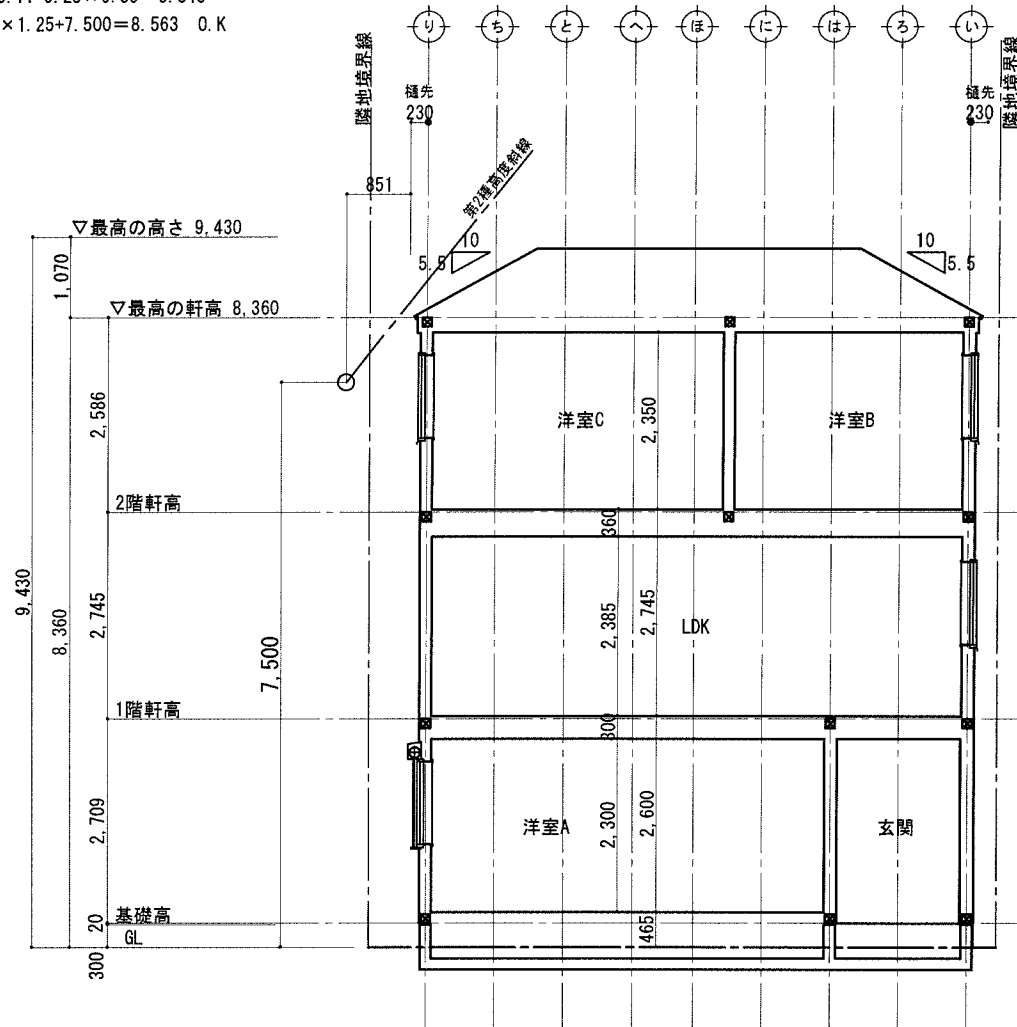 ×1.25+7.500=8.563 O.K
り ち と へ ほ に は ろ い
隣地境界線
樋先
230
樋先
230
隣地境界線
851
第2種高度斜線
▽最高の高さ 9,430
10
5.5
10
5.5
1,070
▽最高の軒高 8,360
2,586
洋室C
2,350
洋室B
2階軒高
360
9,430
8,360
2,745
7,500
2,385
2,745
LDK
1階軒高
300
2,709
洋室A
2,300
2,600
玄関
基礎高
20
GL
465
300